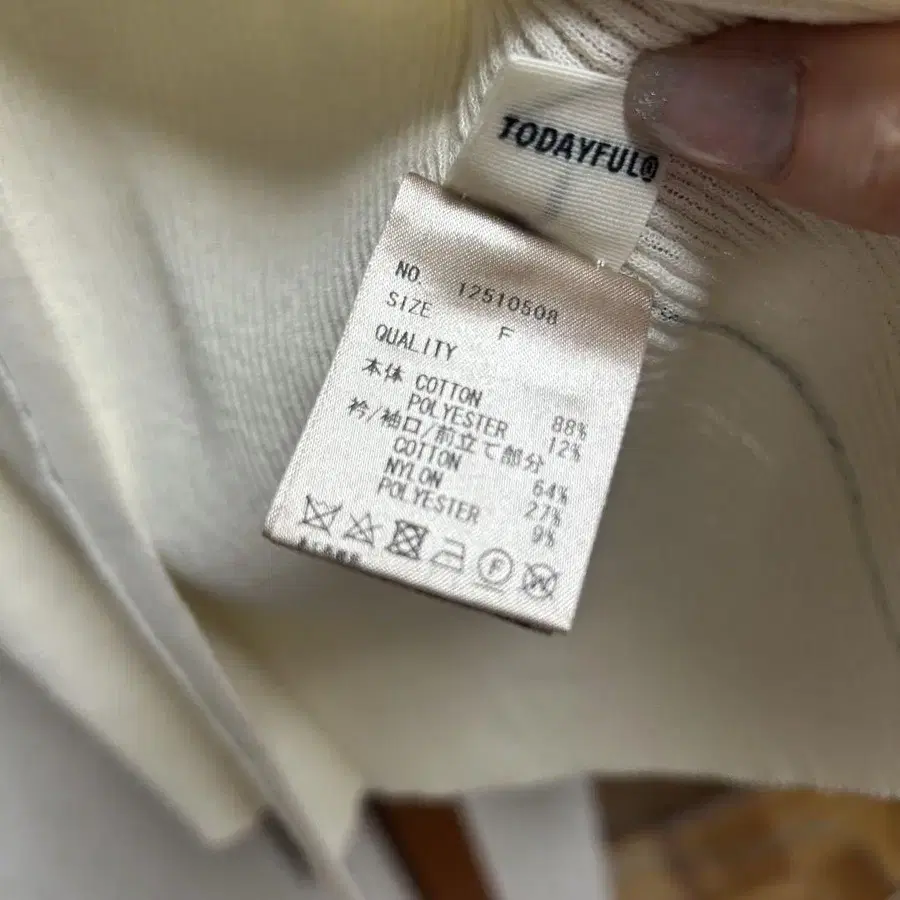 TODAYFUL®
NO. 12510508
SIZE F
QUALITY
本体 COTTON 88%
POLYESTER 12%
衿/袖口/前立て部分
COTTON 64%
NYLON 27%
POLYESTER 9%
F
W